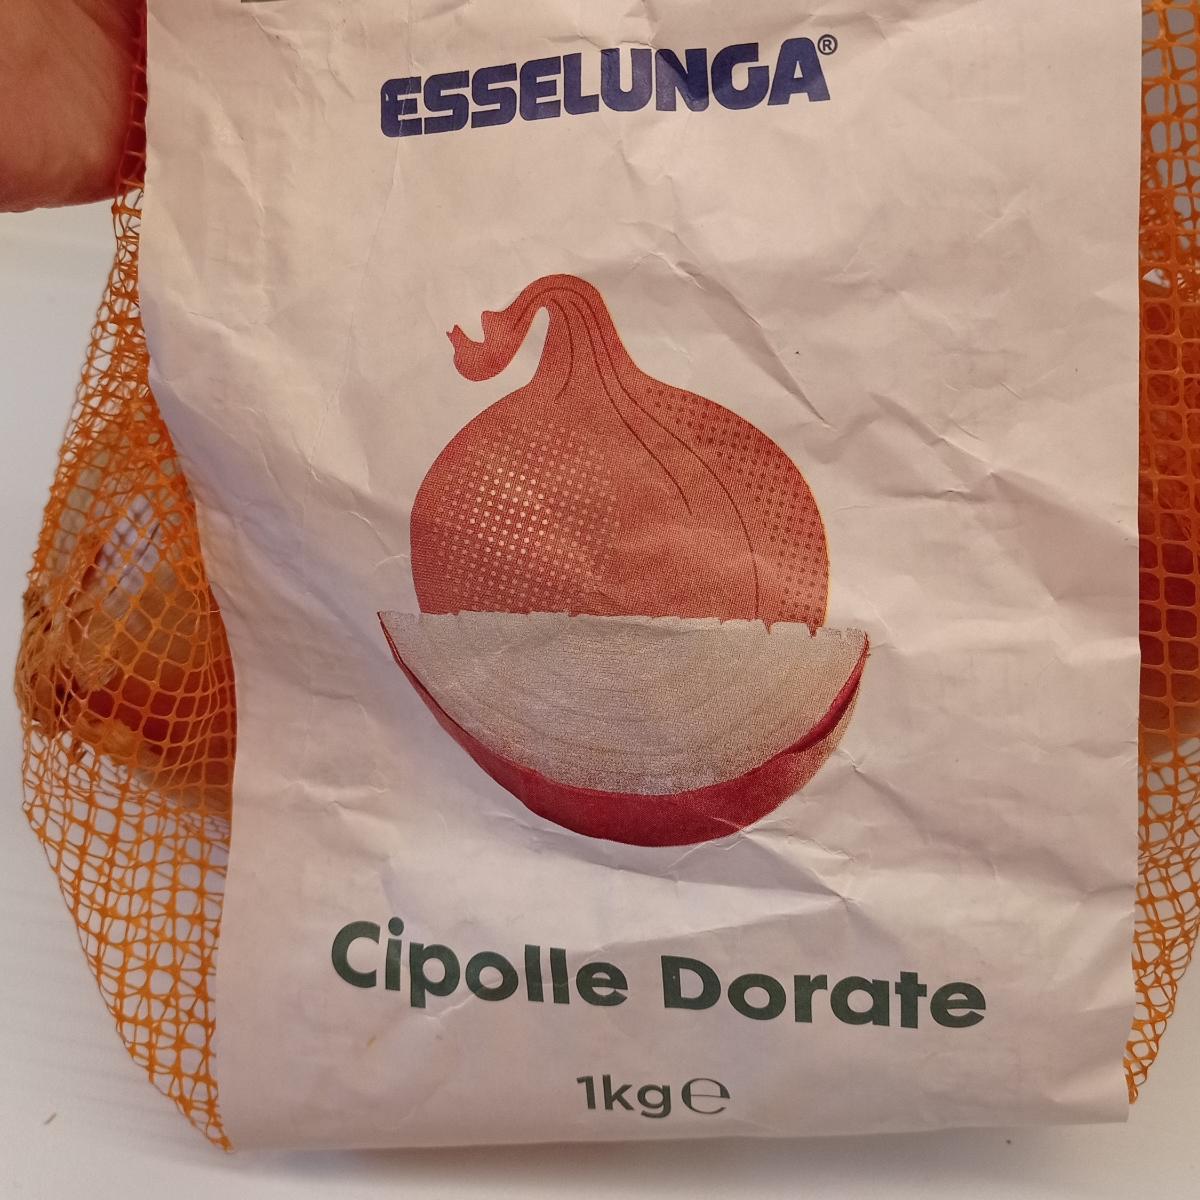 ESSELUNGA®
Cipolle Dorate
1kg ℮